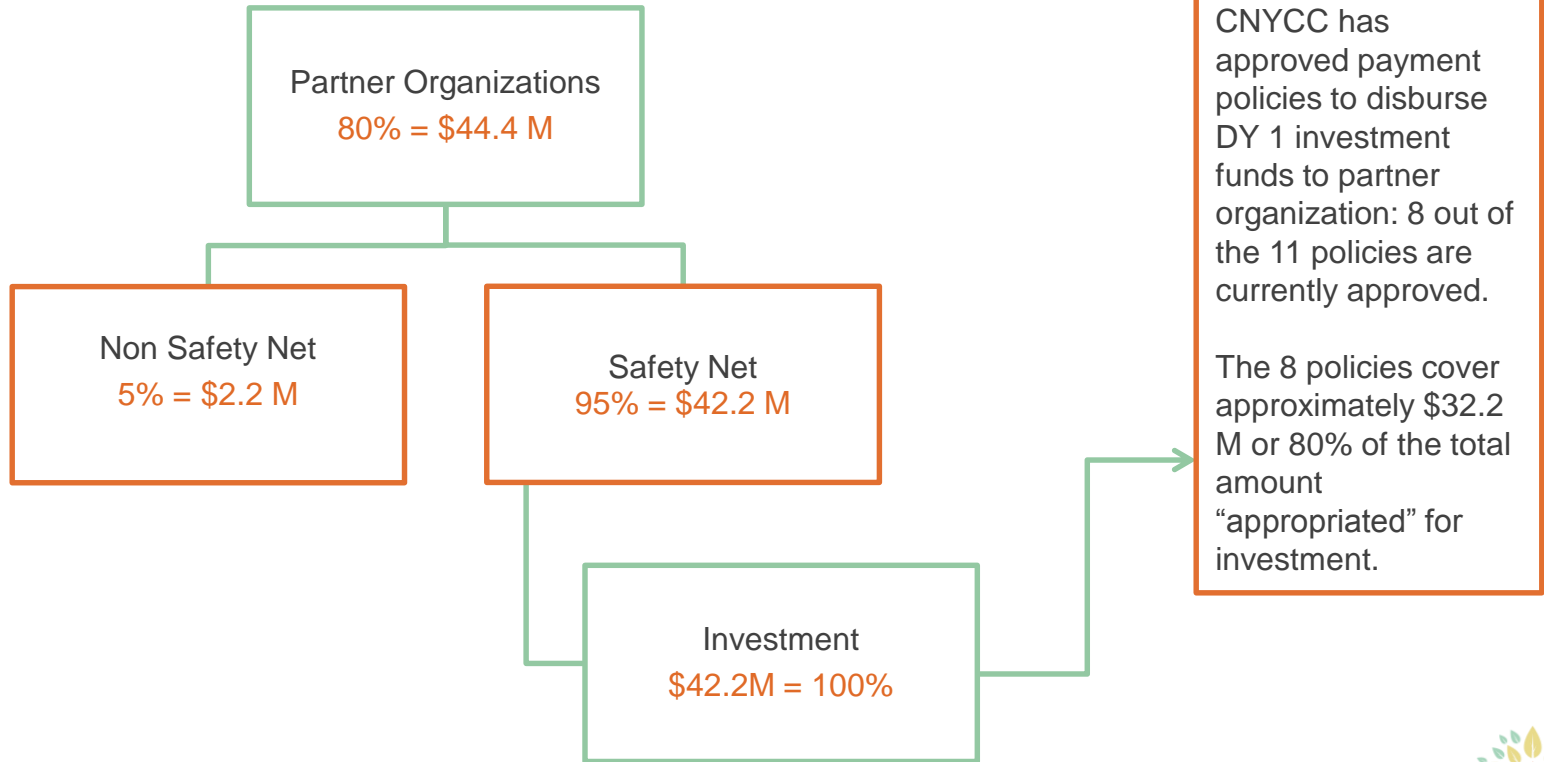 Partner Organizations
80% = $44.4 M
Non Safety Net
5% = $2.2 M
Safety Net
95% = $42.2 M
Investment
$42.2M = 100%
CNYCC has
approved payment
policies to disburse
DY 1 investment
funds to partner
organization: 8 out of
the 11 policies are
currently approved.
The 8 policies cover
approximately $32.2
M or 80% of the total
amount
“appropriated” for
investment.